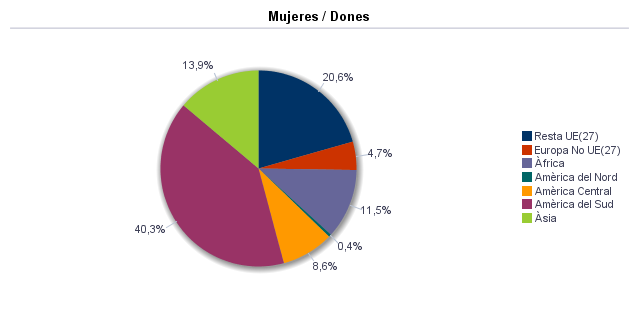 Mujeres / Dones
13,9%
20,6%
4,7%
11,5%
0,4%
8,6%
40,3%
Resta UE(27)
Europa No UE(27)
Àfrica
Amèrica del Nord
Amèrica Central
Amèrica del Sud
Àsia